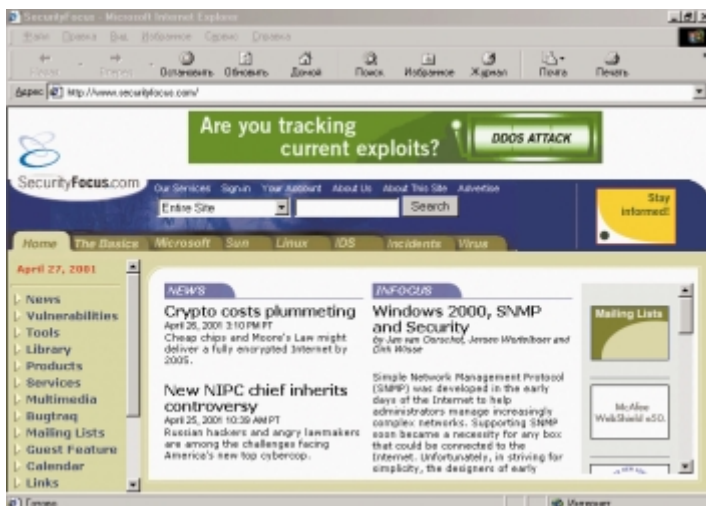 SecurityFocus - Microsoft Internet Explorer
Файл Правка Вид Избранное Сервис Справка
Назад Вперед Остановить Обновить Домой Поиск Избранное Журнал Почта Печать
Адрес http://www.securityfocus.com/
Are you tracking
current exploits?
DDOS ATTACK
SecurityFocus.com
Our Services Sign-in Your Account About Us About This Site Advertise
Entire Site Search
Stay
informed!
Home The Basics Microsoft Sun Linux IDS Incidents Virus
April 27, 2001
News
Vulnerabilities
Tools
Library
Products
Services
Multimedia
Bugtraq
Mailing Lists
Guest Feature
Calendar
Links
NEWS
Crypto costs plummeting
April 26, 2001 3:10 PM PT
Cheap chips and Moore's Law might
deliver a fully encrypted Internet by
2005.
New NIPC chief inherits
controversy
April 25, 2001 10:39 AM PT
Russian hackers and angry lawmakers
are among the challenges facing
America's new top cybercop.
INFOCUS
Windows 2000, SNMP
and Security
by Jan van Oorschot, Jeroen and
Dirk Wisse
Simple Network Management Protocol
(SNMP) was developed in the early
days of the Internet to help
administrators manage increasingly
complex networks. Supporting SNMP
soon became a necessity for any box
that could be connected to the
Internet. Unfortunately, in striving for
simplicity, the designers of early
Mailing Lists
McAfee
WebShield e50.
Готово
Интернет